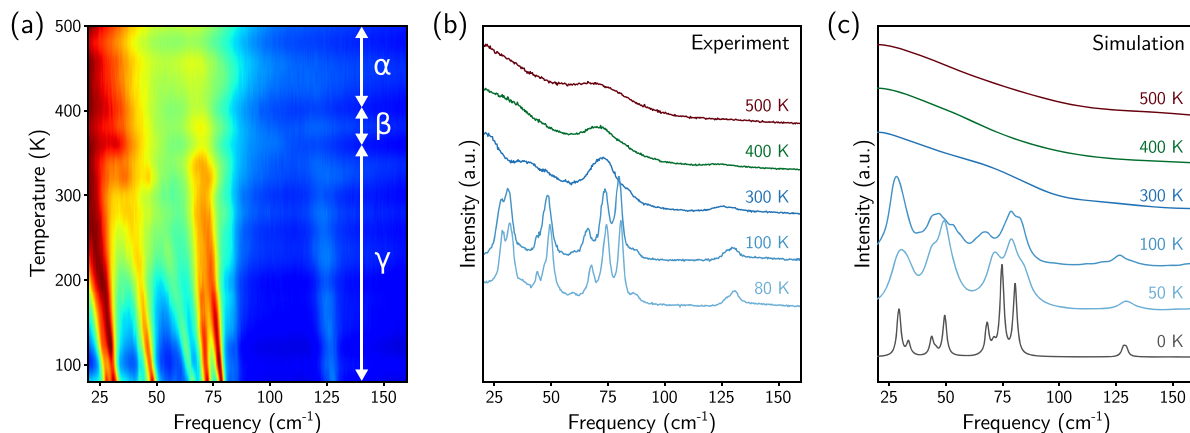 (a)
500
400
300
200
100
Temperature (K)
α
β
γ
25 50 75 100 125 150
Frequency (cm-1)
(b)
Experiment
500 K
400 K
300 K
100 K
80 K
Intensity (a.u.)
25 50 75 100 125 150
Frequency (cm-1)
(c)
Simulation
500 K
400 K
300 K
100 K
50 K
0 K
Intensity (a.u.)
25 50 75 100 125 150
Frequency (cm-1)